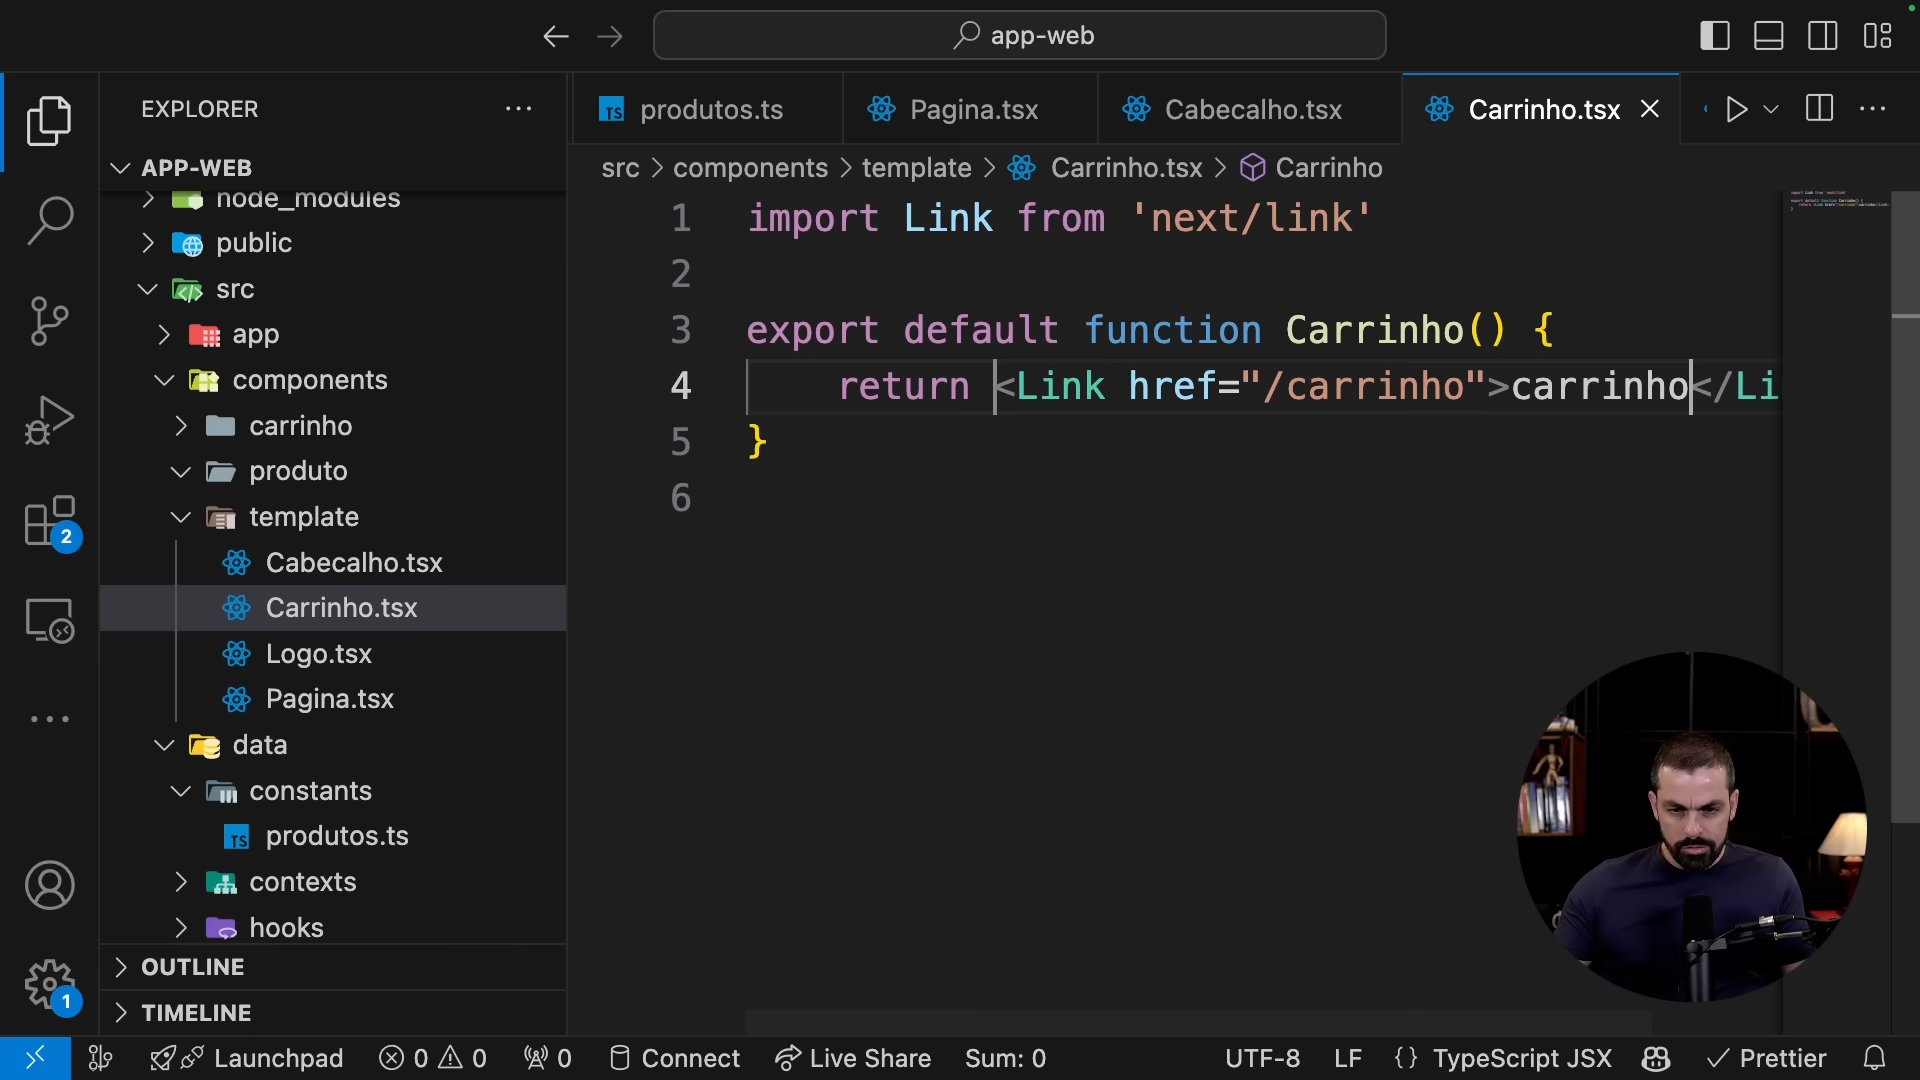 app-web
EXPLORER
APP-WEB
node_modules
public
src
app
components
carrinho
produto
template
Cabecalho.tsx
Carrinho.tsx
Logo.tsx
Pagina.tsx
data
constants
TS produtos.ts
contexts
hooks
OUTLINE
TIMELINE
2
1
TS produtos.ts
Pagina.tsx
Cabecalho.tsx
Carrinho.tsx
src > components > template > Carrinho.tsx > Carrinho
1 import Link from 'next/link'
2
3 export default function Carrinho() {
4 return <Link href="/carrinho">carrinho</Li
5 }
6
Launchpad 0 0 0 Connect Live Share Sum: 0 UTF-8 LF {} TypeScript JSX Prettier